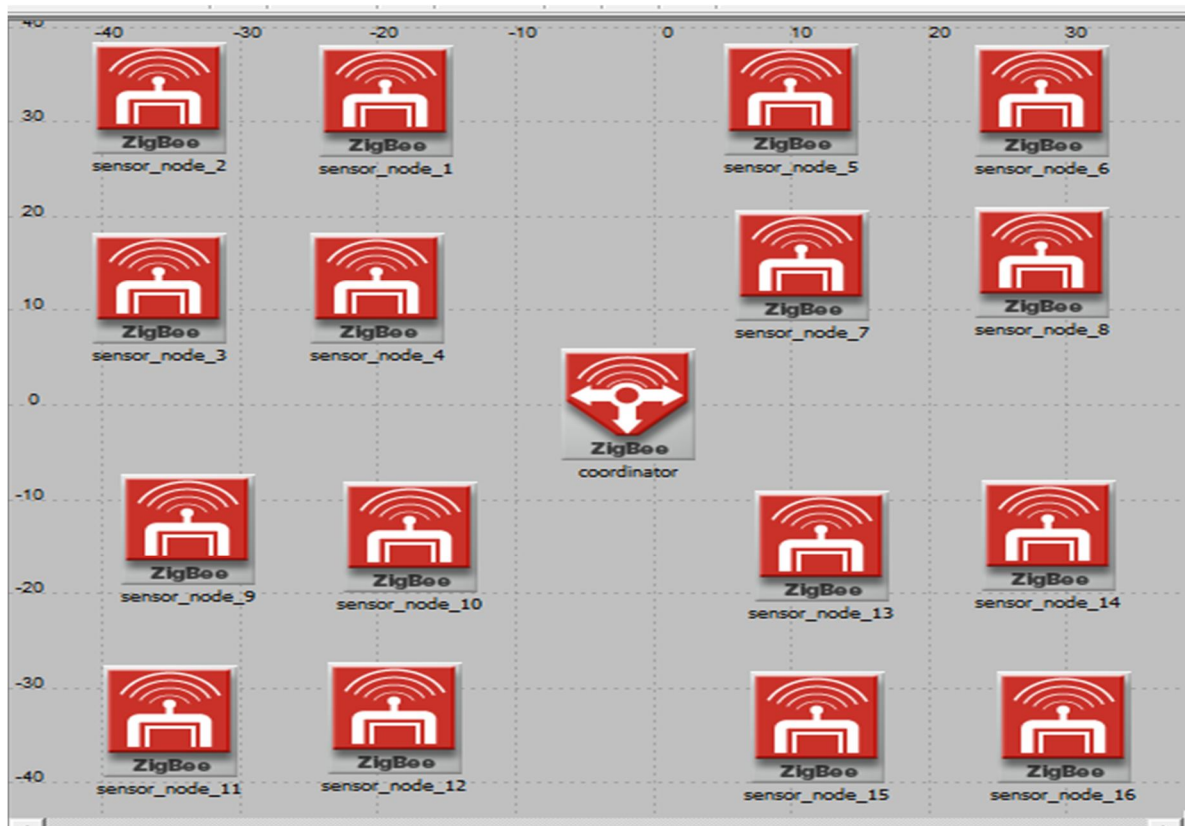 40
-40 -30 -20 -10 0 10 20 30
ZigBee ZigBee ZigBee ZigBee
sensor_node_2 sensor_node_1 sensor_node_5 sensor_node_6
30
20
ZigBee ZigBee ZigBee ZigBee
sensor_node_3 sensor_node_4 sensor_node_7 sensor_node_8
10
0
ZigBee
coordinator
-10
ZigBee ZigBee ZigBee ZigBee
sensor_node_9 sensor_node_10 sensor_node_13 sensor_node_14
-20
-30
ZigBee ZigBee ZigBee ZigBee
sensor_node_11 sensor_node_12 sensor_node_15 sensor_node_16
-40